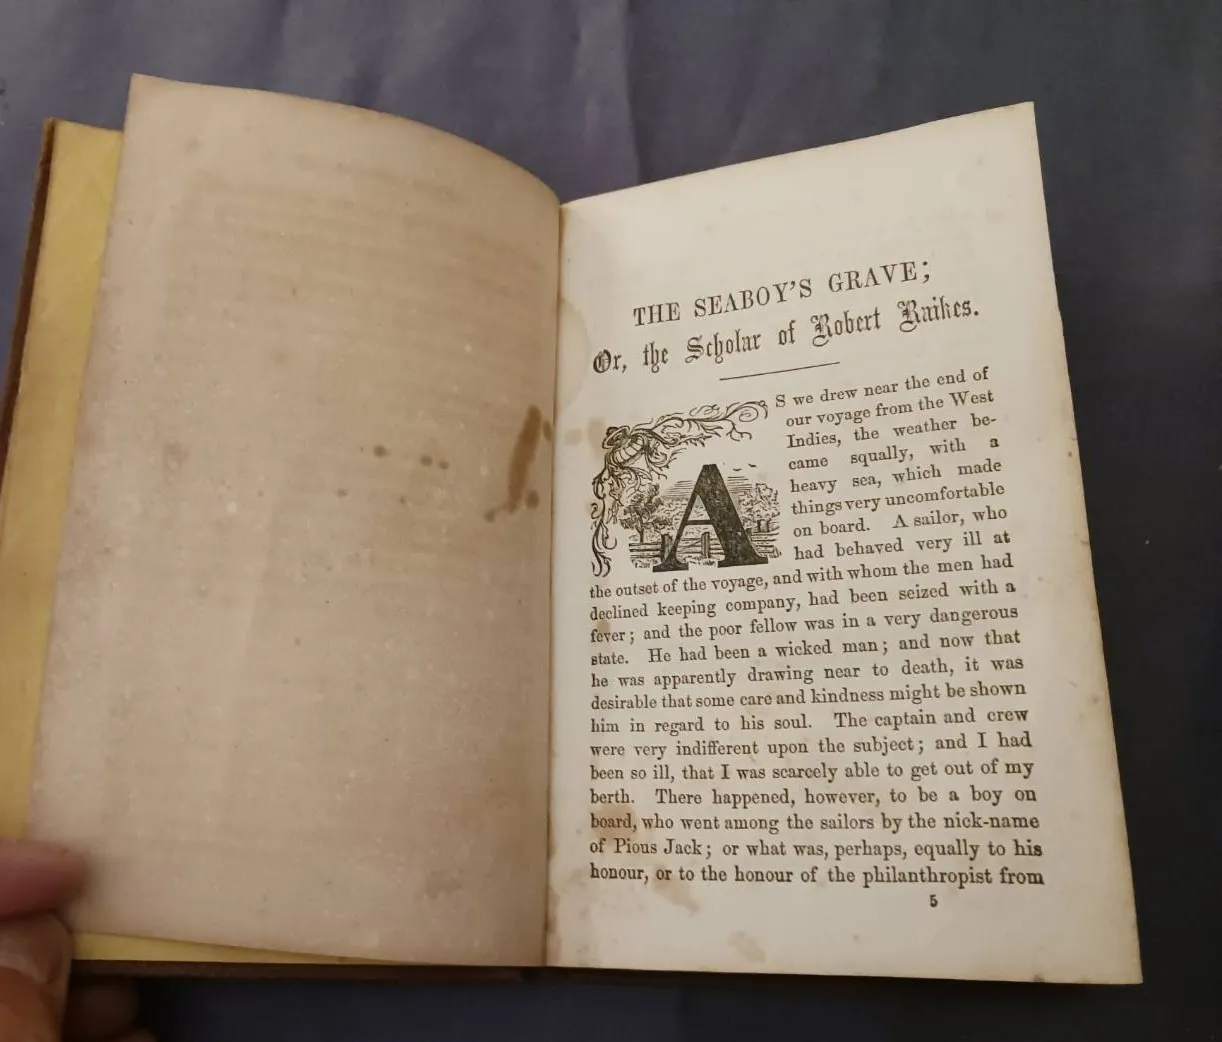 THE SEABOY'S GRAVE;
Or, the Scholar of Robert Raikes.
AS we drew near the end of
our voyage from the West
Indies, the weather be-
came squally, with a
heavy sea, which made
things very uncomfortable
on board. A sailor, who
had behaved very ill at
the outset of the voyage, and with whom the men had
declined keeping company, had been seized with a
fever; and the poor fellow was in a very dangerous
state. He had been a wicked man; and now that
he was apparently drawing near to death, it was
desirable that some care and kindness might be shown
him in regard to his soul. The captain and crew
were very indifferent upon the subject; and I had
been so ill, that I was scarcely able to get out of my
berth. There happened, however, to be a boy on
board, who went among the sailors by the nick-name
of Pious Jack; or what was, perhaps, equally to his
honour, or to the honour of the philanthropist from
5